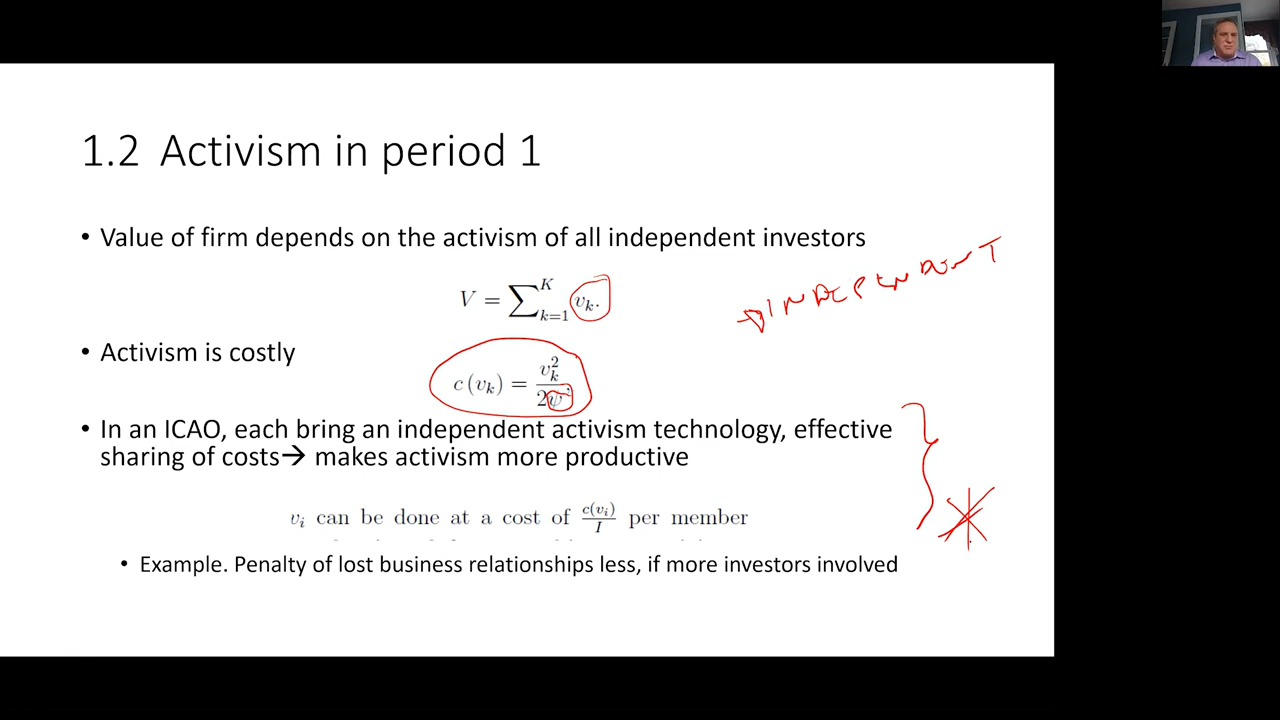 1.2 Activism in period 1
• Value of firm depends on the activism of all independent investors
V = ∑_{k=1}^{K} v_k.
INDEPENDENT
• Activism is costly
c(v_k) = v_k^2 / 2ψ.
• In an ICAO, each bring an independent activism technology, effective
sharing of costs→ makes activism more productive
v_i can be done at a cost of c(v_i)/I per member
• Example. Penalty of lost business relationships less, if more investors involved